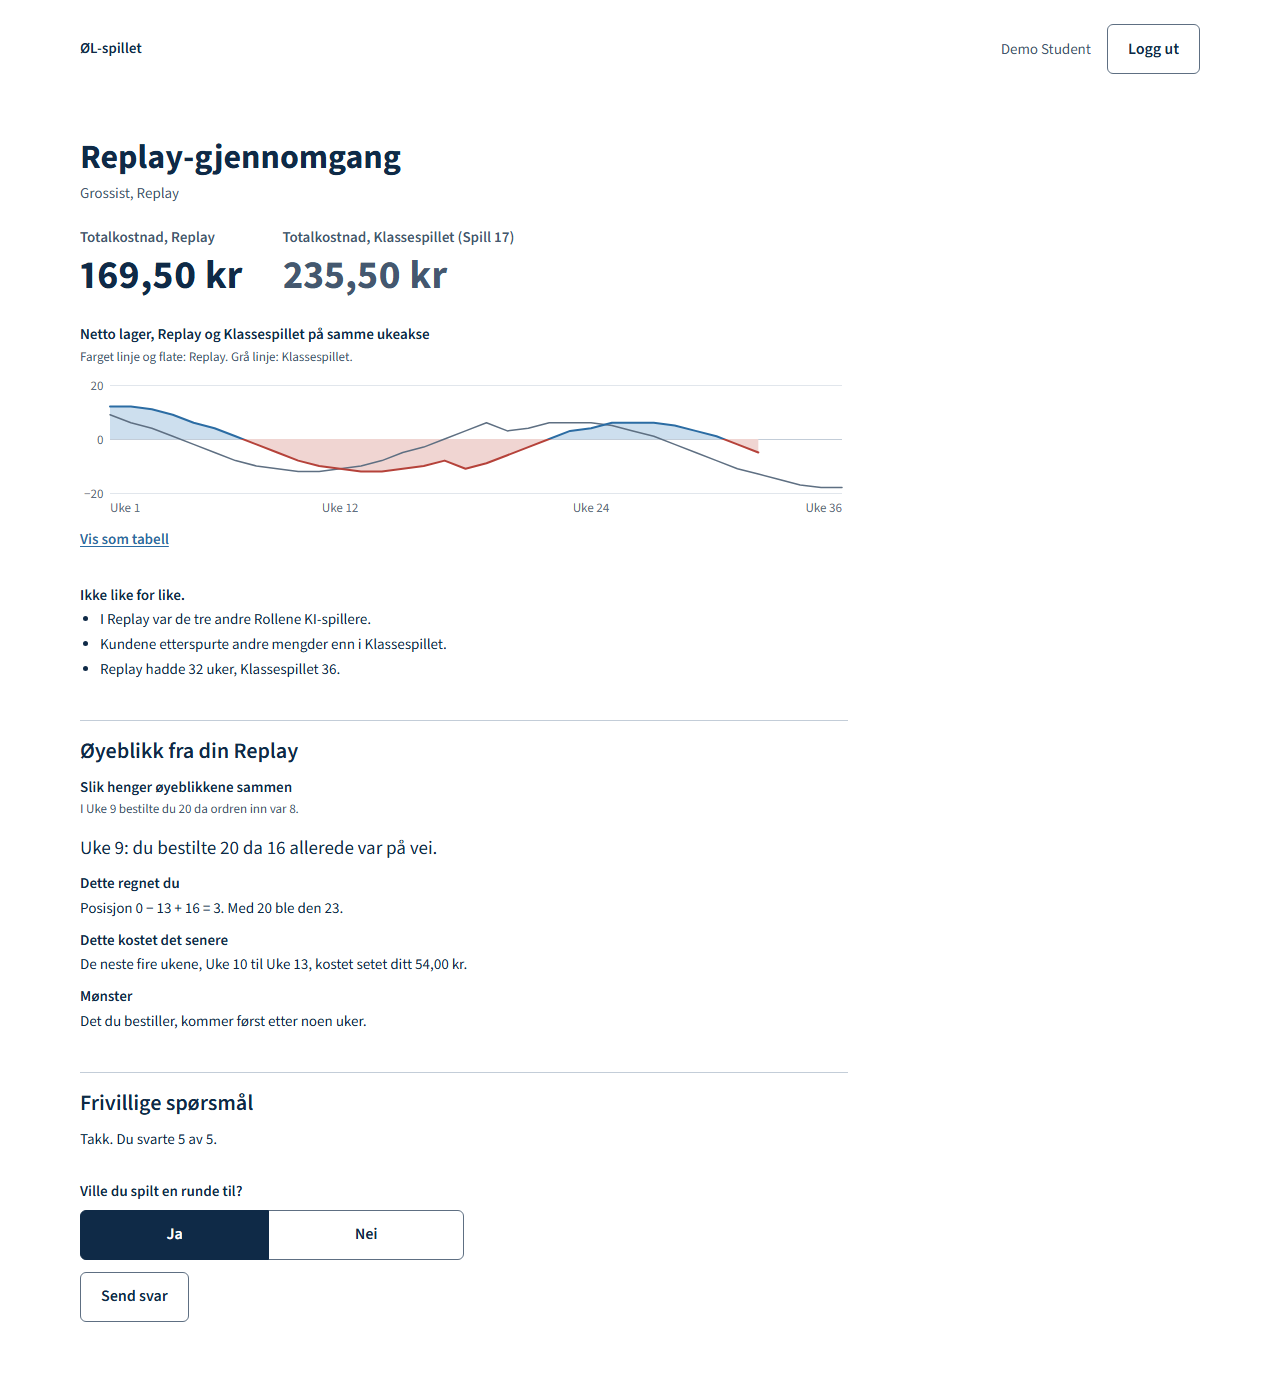 ØL-spillet
Demo Student
Logg ut
Replay-gjennomgang
Grossist, Replay
Totalkostnad, Replay
169,50 kr
Totalkostnad, Klassespillet (Spill 17)
235,50 kr
Netto lager, Replay og Klassespillet på samme ukeakse
Farget linje og flate: Replay. Grå linje: Klassespillet.
20
0
−20
Uke 1
Uke 12
Uke 24
Uke 36
Vis som tabell
Ikke like for like.
• I Replay var de tre andre Rollene KI-spillere.
• Kundene etterspurte andre mengder enn i Klassespillet.
• Replay hadde 32 uker, Klassespillet 36.
Øyeblikk fra din Replay
Slik henger øyeblikkene sammen
I Uke 9 bestilte du 20 da ordren inn var 8.
Uke 9: du bestilte 20 da 16 allerede var på vei.
Dette regnet du
Posisjon 0 − 13 + 16 = 3. Med 20 ble den 23.
Dette kostet det senere
De neste fire ukene, Uke 10 til Uke 13, kostet setet ditt 54,00 kr.
Mønster
Det du bestiller, kommer først etter noen uker.
Frivillige spørsmål
Takk. Du svarte 5 av 5.
Ville du spilt en runde til?
Ja
Nei
Send svar